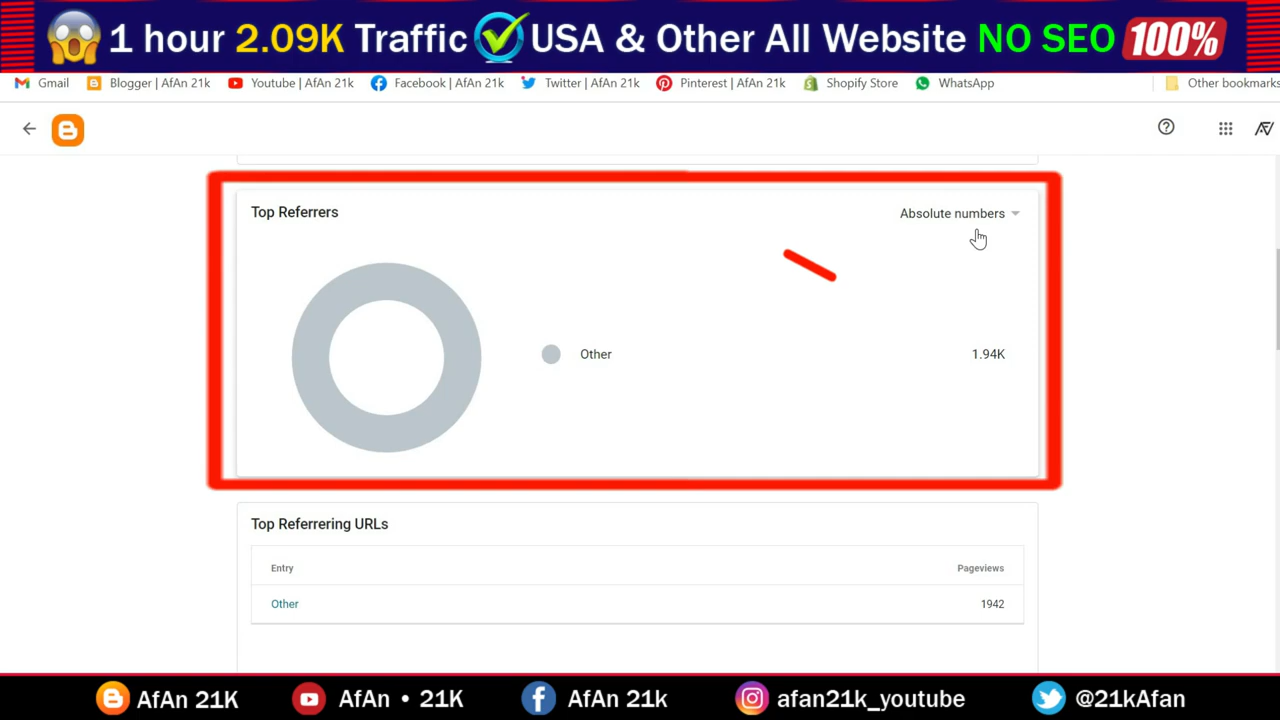 1 hour 2.09K Traffic USA & Other All Website NO SEO 100%
Gmail Blogger | AfAn 21k Youtube | AfAn 21k Facebook | AfAn 21k Twitter | AfAn 21k Pinterest | AfAn 21k Shopify Store WhatsApp Other bookmarks
Top Referrers Absolute numbers
Other 1.94K
Top Referrering URLs
Entry Pageviews
Other 1942
AfAn 21K AfAn • 21K AfAn 21k afan21k_youtube @21kAfan